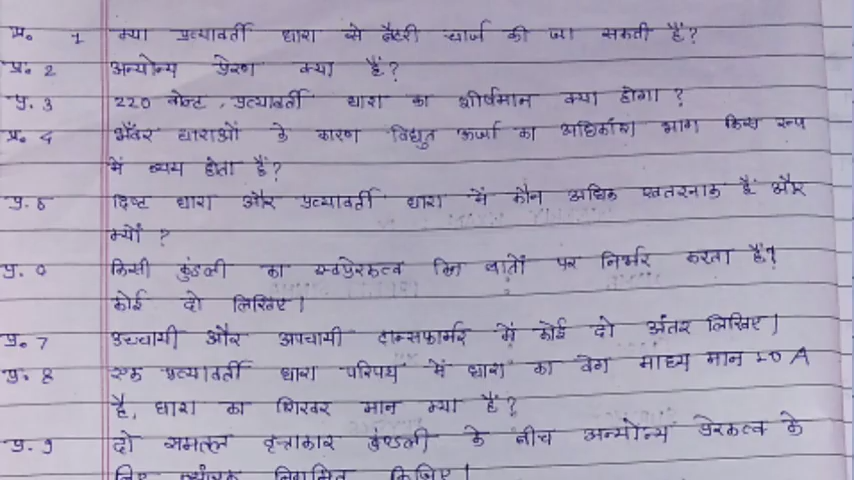 प्र. 1 क्या प्रत्यावर्ती धारा से बैटरी चार्ज की जा सकती हैं?
प्र. 2 अन्योन्य प्रेरण क्या हैं?
प्र. 3 220 वोल्ट, प्रत्यावर्ती धारा का शीर्षमान क्या होगा?
प्र. 4 भँवर धाराओं के कारण विद्युत ऊर्जा का अधिकांश भाग किस रूप
में व्यय होता हैं?
प्र. 5 दिष्ट धारा और प्रत्यावर्ती धारा में कौन अधिक खतरनाक हैं और
क्यों ?
प्र. 6 किसी कुंडली का स्वप्रेरकत्व किन बातों पर निर्भर करता हैं?
कोई दो लिखिए।
प्र. 7 उच्चायी और अपचायी ट्रान्सफार्मर में कोई दो अंतर लिखिए।
प्र. 8 एक प्रत्यावर्ती धारा परिपथ में धारा का वेग माध्य मान 10 A
है, धारा का शिखर मान क्या हैं?
प्र. 9 दो समतल वृत्ताकार कुण्डली के बीच अन्योन्य प्रेरकत्व के
लिए व्यंजक निगमित किजिए।